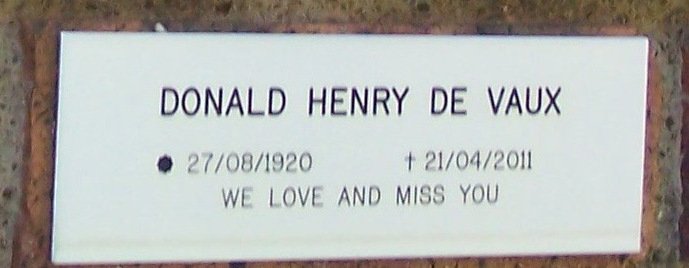 DONALD HENRY DE VAUX
● 27/08/1920 † 21/04/2011
WE LOVE AND MISS YOU